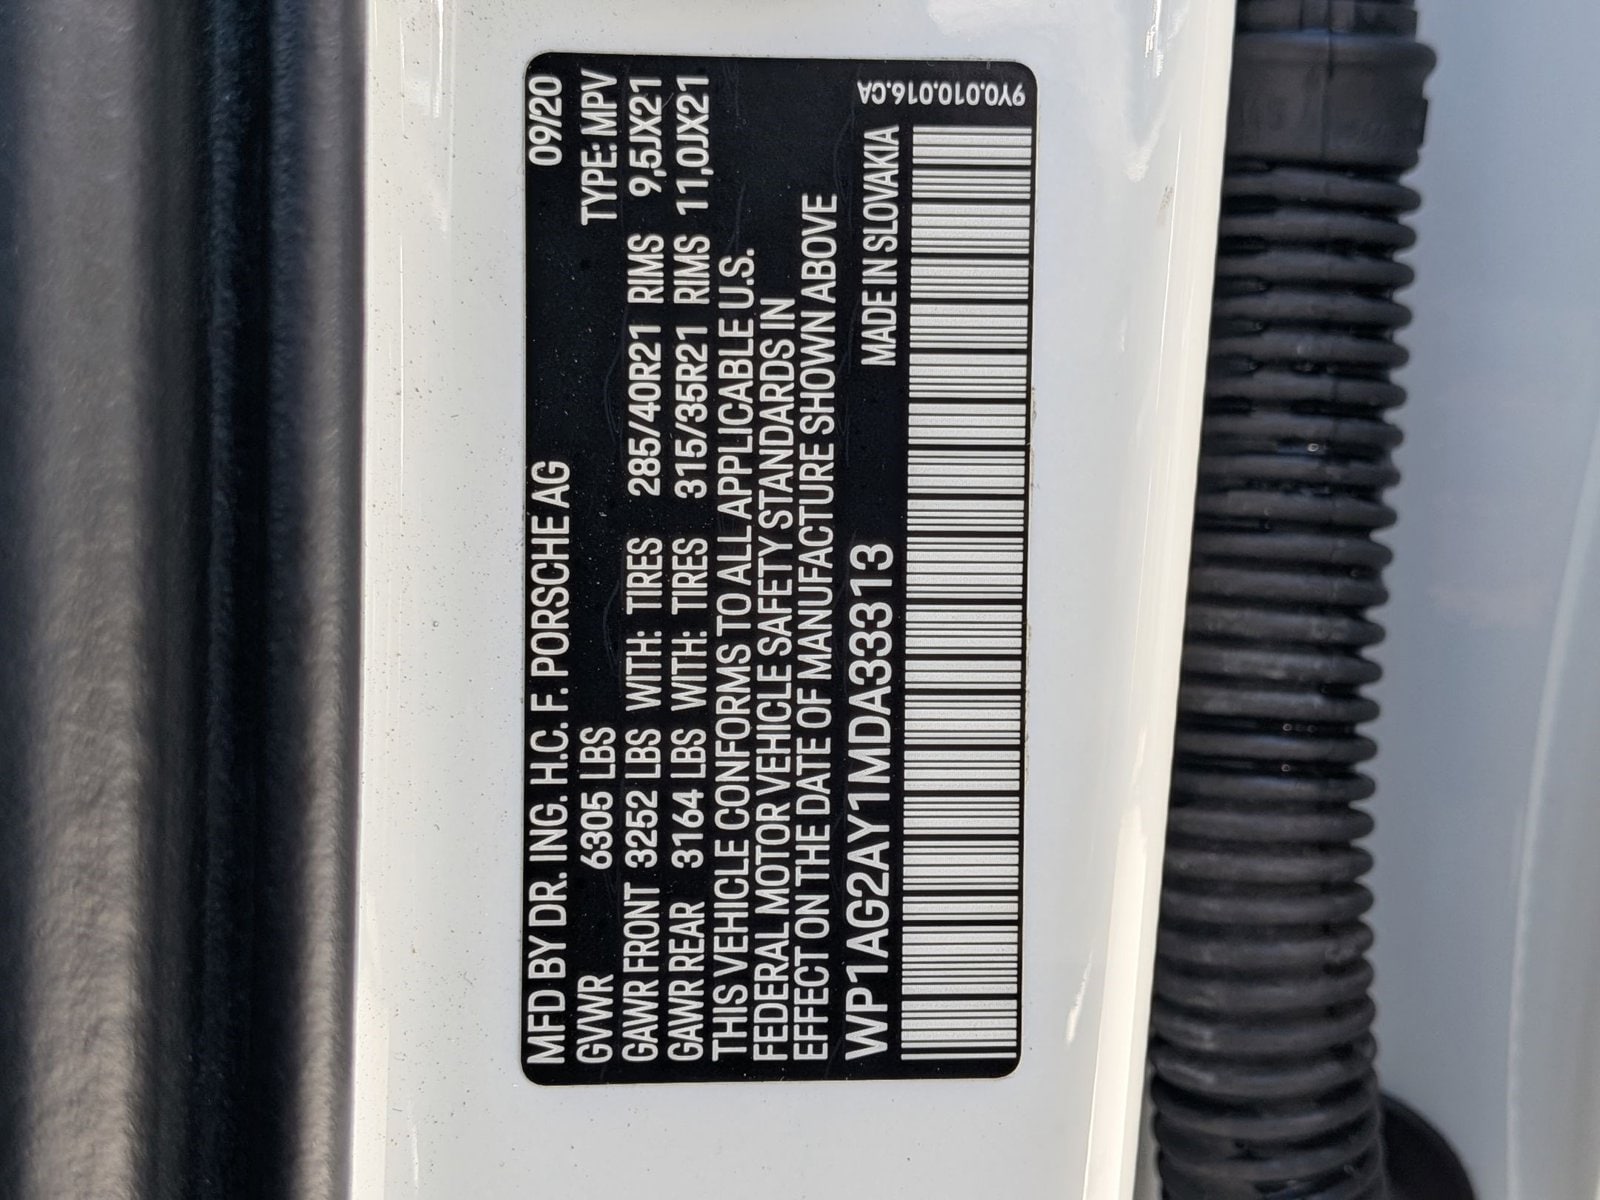 MFD BY DR. ING. H.C. F. PORSCHE AG 09/20
GVWR 6305 LBS TYPE: MPV
GAWR FRONT 3252 LBS WITH: TIRES 285/40R21 RIMS 9,5JX21
GAWR REAR 3164 LBS WITH: TIRES 315/35R21 RIMS 11,0JX21
THIS VEHICLE CONFORMS TO ALL APPLICABLE U.S.
FEDERAL MOTOR VEHICLE SAFETY STANDARDS IN
EFFECT ON THE DATE OF MANUFACTURE SHOWN ABOVE
WP1AG2AY1MDA33313 MADE IN SLOVAKIA
9Y0.010.016.CA